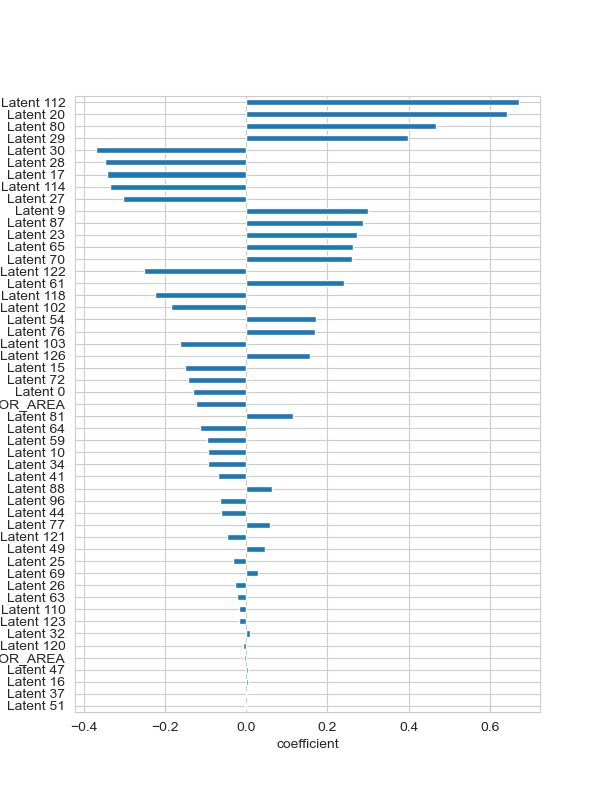 Latent 112
Latent 20
Latent 80
Latent 29
Latent 30
Latent 28
Latent 17
Latent 114
Latent 27
Latent 9
Latent 87
Latent 23
Latent 65
Latent 70
Latent 122
Latent 61
Latent 118
Latent 102
Latent 54
Latent 76
Latent 103
Latent 126
Latent 15
Latent 72
Latent 0
OR_AREA
Latent 81
Latent 64
Latent 59
Latent 10
Latent 34
Latent 41
Latent 88
Latent 96
Latent 44
Latent 77
Latent 121
Latent 49
Latent 25
Latent 69
Latent 26
Latent 63
Latent 110
Latent 123
Latent 32
Latent 120
OR_AREA
Latent 47
Latent 16
Latent 37
Latent 51
−0.4 −0.2 0.0 0.2 0.4 0.6
coefficient